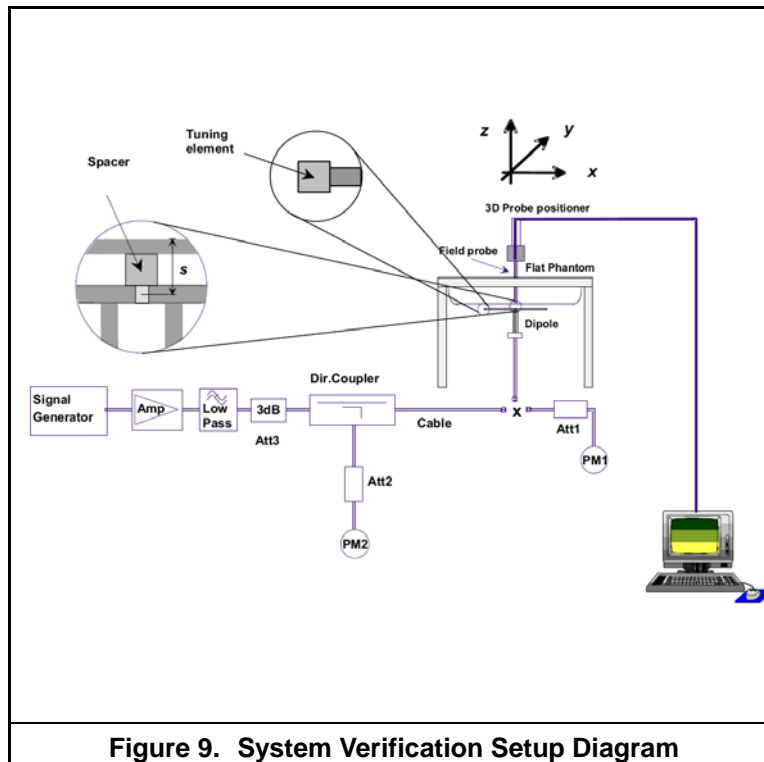 Tuning
element
Spacer
s
z
y
x
3D Probe positioner
Field probe
Flat Phantom
Dipole
Signal
Generator
Amp
Low
Pass
3dB
Att3
Dir.Coupler
Cable
x
Att1
PM1
Att2
PM2
Figure 9. System Verification Setup Diagram